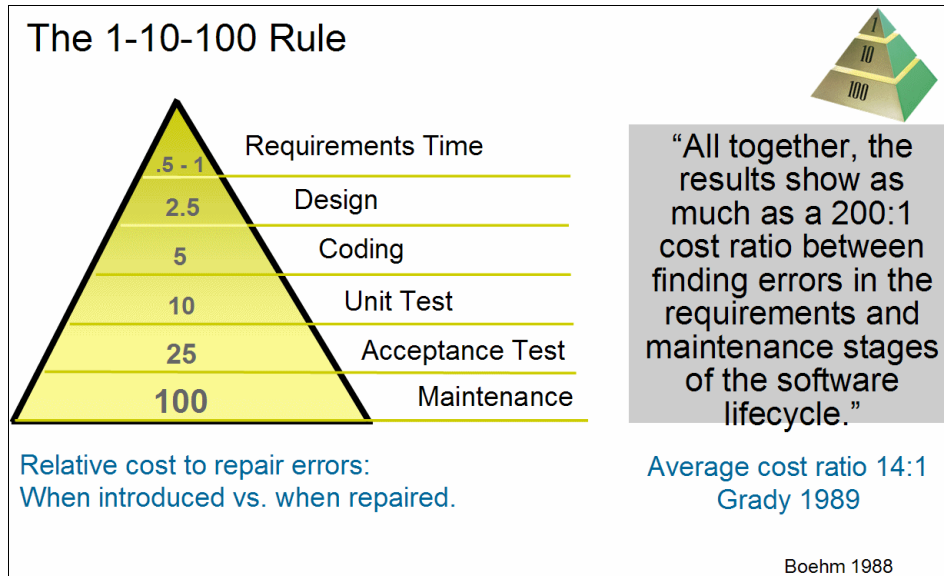 The 1-10-100 Rule
1
10
100
.5 - 1
Requirements Time
2.5
Design
5
Coding
10
Unit Test
25
Acceptance Test
100
Maintenance
Relative cost to repair errors:
When introduced vs. when repaired.
“All together, the
results show as
much as a 200:1
cost ratio between
finding errors in the
requirements and
maintenance stages
of the software
lifecycle.”
Average cost ratio 14:1
Grady 1989
Boehm 1988